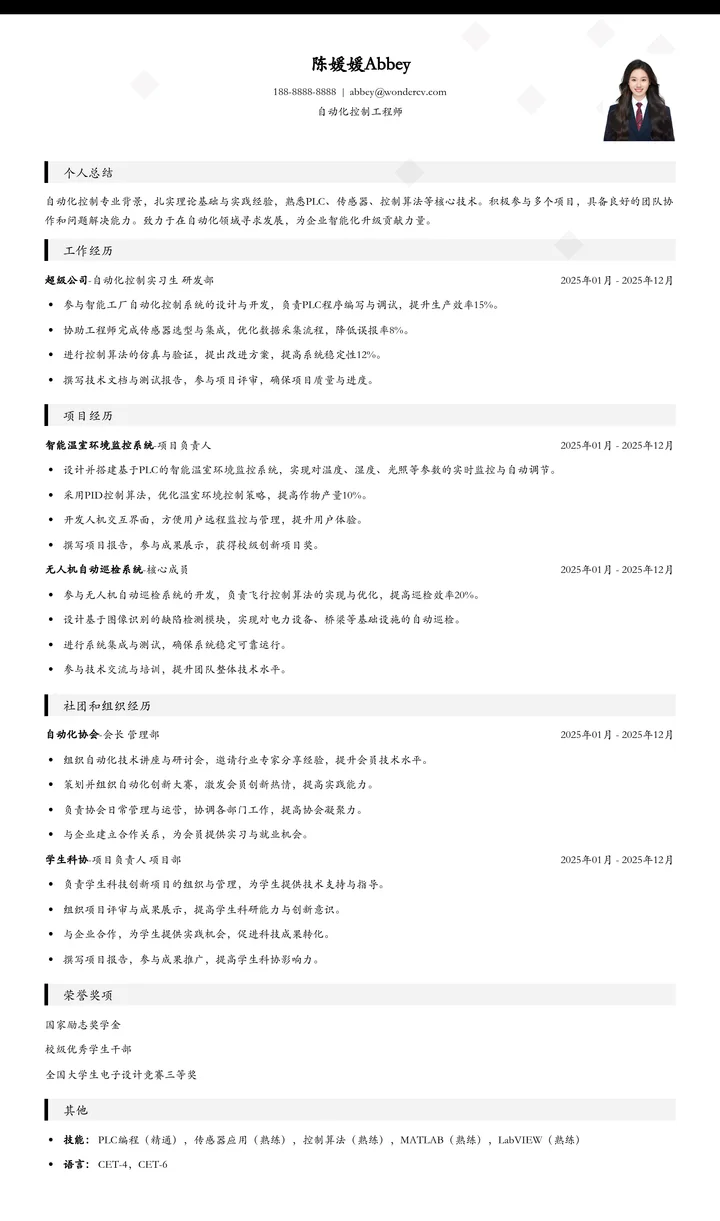 陈媛媛Abbey
188-8888-8888 | abbey@wondercv.com
自动化控制工程师
个人总结
自动化控制专业背景，扎实理论基础与实践经验，熟悉PLC、传感器、控制算法等核心技术。积极参与多个项目，具备良好的团队协
作和问题解决能力。致力于在自动化领域寻求发展，为企业智能化升级贡献力量。
工作经历
超级公司-自动化控制实习生 研发部 2025年01月 - 2025年12月
• 参与智能工厂自动化控制系统的设计与开发，负责PLC程序编写与调试，提升生产效率15%。
• 协助工程师完成传感器选型与集成，优化数据采集流程，降低误报率8%。
• 进行控制算法的仿真与验证，提出改进方案，提高系统稳定性12%。
• 撰写技术文档与测试报告，参与项目评审，确保项目质量与进度。
项目经历
智能温室环境监控系统-项目负责人 2025年01月 - 2025年12月
• 设计并搭建基于PLC的智能温室环境监控系统，实现对温度、湿度、光照等参数的实时监控与自动调节。
• 采用PID控制算法，优化温室环境控制策略，提高作物产量10%。
• 开发人机交互界面，方便用户远程监控与管理，提升用户体验。
• 撰写项目报告，参与成果展示，获得校级创新项目奖。
无人机自动巡检系统-核心成员 2025年01月 - 2025年12月
• 参与无人机自动巡检系统的开发，负责飞行控制算法的实现与优化，提高巡检效率20%。
• 设计基于图像识别的缺陷检测模块，实现对电力设备、桥梁等基础设施的自动巡检。
• 进行系统集成与测试，确保系统稳定可靠运行。
• 参与技术交流与培训，提升团队整体技术水平。
社团和组织经历
自动化协会-会长 管理部 2025年01月 - 2025年12月
• 组织自动化技术讲座与研讨会，邀请行业专家分享经验，提升会员技术水平。
• 策划并组织自动化创新大赛，激发会员创新热情，提高实践能力。
• 负责协会日常管理与运营，协调各部门工作，提高协会凝聚力。
• 与企业建立合作关系，为会员提供实习与就业机会。
学生科协-项目负责人 项目部 2025年01月 - 2025年12月
• 负责学生科技创新项目的组织与管理，为学生提供技术支持与指导。
• 组织项目评审与成果展示，提高学生科研能力与创新意识。
• 与企业合作，为学生提供实践机会，促进科技成果转化。
• 撰写项目报告，参与成果推广，提高学生科协影响力。
荣誉奖项
国家励志奖学金
校级优秀学生干部
全国大学生电子设计竞赛三等奖
其他
• 技能： PLC编程（精通），传感器应用（熟练），控制算法（熟练），MATLAB（熟练），LabVIEW（熟练）
• 语言： CET-4，CET-6